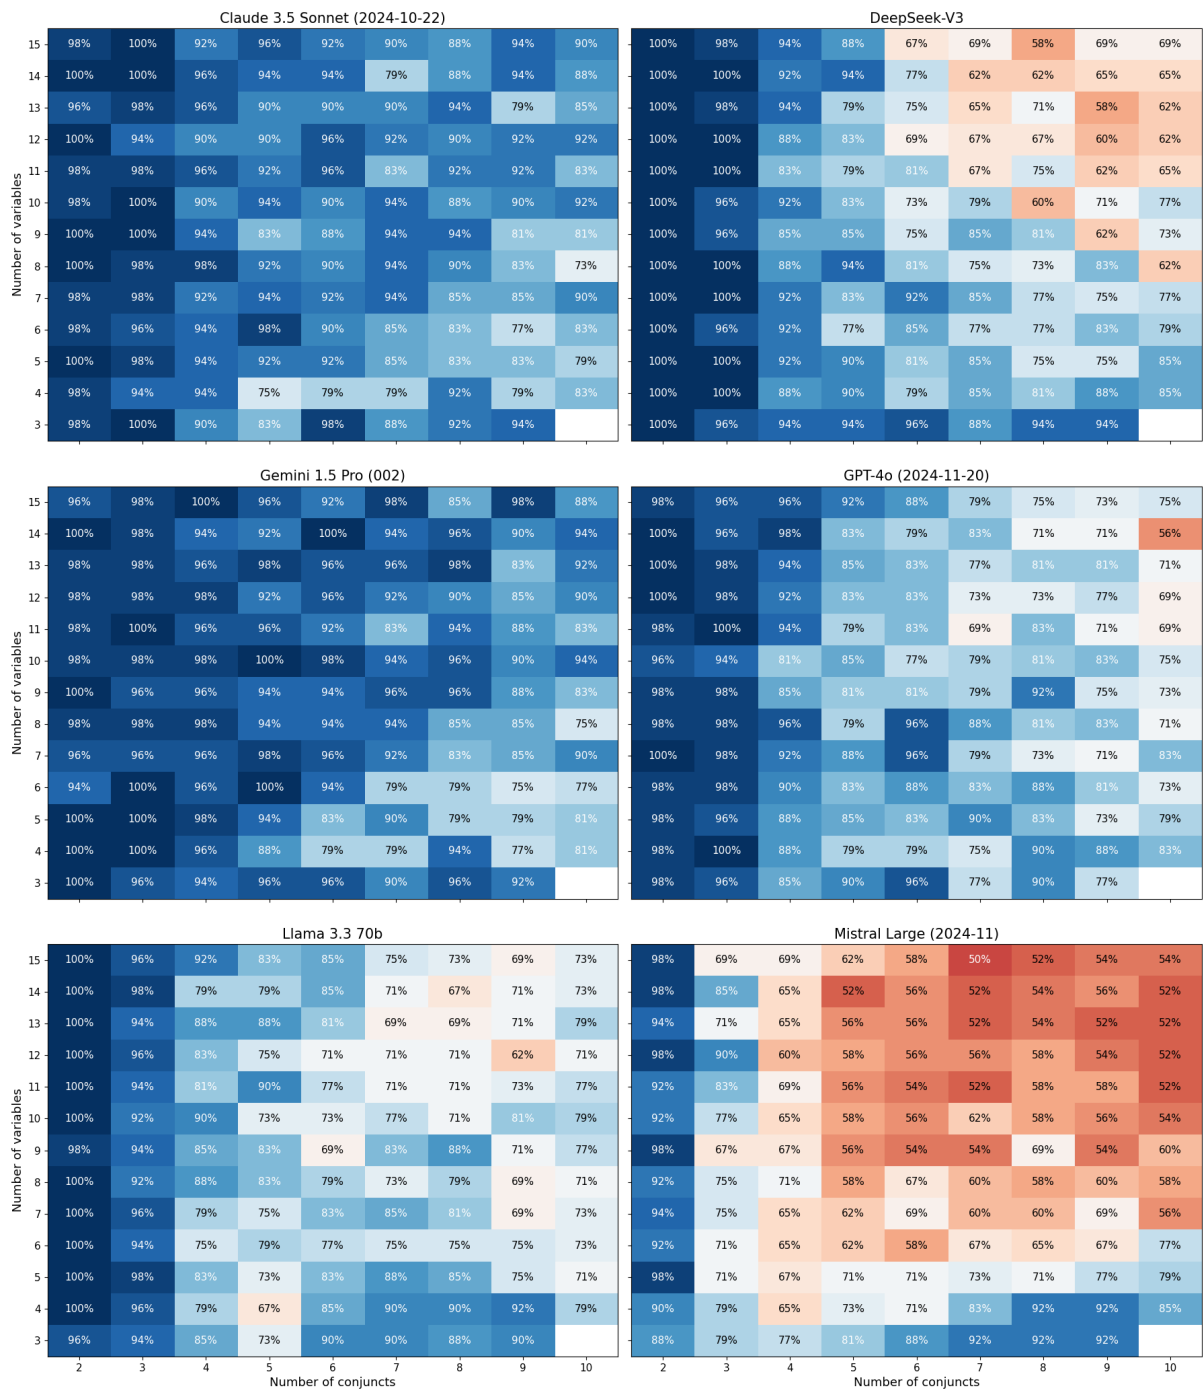 Claude 3.5 Sonnet (2024-10-22) DeepSeek-V3
15 98% 100% 92% 96% 92% 90% 88% 94% 90% 100% 98% 94% 88% 67% 69% 58% 69% 69%
14 100% 100% 96% 94% 94% 79% 88% 94% 88% 100% 100% 92% 94% 77% 62% 62% 65% 65%
13 96% 98% 96% 90% 90% 90% 94% 79% 85% 100% 98% 94% 79% 75% 65% 71% 58% 62%
12 100% 94% 90% 90% 96% 92% 90% 92% 92% 100% 100% 88% 83% 69% 67% 67% 60% 62%
11 98% 98% 96% 92% 96% 83% 92% 92% 83% 100% 100% 83% 79% 81% 67% 75% 62% 65%
10 98% 100% 90% 94% 90% 94% 88% 90% 92% 100% 96% 92% 83% 73% 79% 60% 71% 77%
9 100% 100% 94% 83% 88% 94% 94% 81% 81% 100% 96% 85% 85% 75% 85% 81% 62% 73%
8 100% 98% 98% 92% 90% 94% 90% 83% 73% 100% 100% 88% 94% 81% 75% 73% 83% 62%
7 98% 98% 92% 94% 92% 94% 85% 85% 90% 100% 100% 92% 83% 92% 85% 77% 75% 77%
6 98% 96% 94% 98% 90% 85% 83% 77% 83% 100% 96% 92% 77% 85% 77% 77% 83% 79%
5 100% 98% 94% 92% 92% 85% 83% 83% 79% 100% 100% 92% 90% 81% 85% 75% 75% 85%
4 98% 94% 94% 75% 79% 79% 92% 79% 83% 100% 100% 88% 90% 79% 85% 81% 88% 85%
3 98% 100% 90% 83% 98% 88% 92% 94% 100% 96% 94% 94% 96% 88% 94% 94%
Number of variables
Gemini 1.5 Pro (002) GPT-4o (2024-11-20)
15 96% 98% 100% 96% 92% 98% 85% 98% 88% 98% 96% 96% 92% 88% 79% 75% 73% 75%
14 100% 98% 94% 92% 100% 94% 96% 90% 94% 100% 96% 98% 83% 79% 83% 71% 71% 56%
13 98% 98% 96% 98% 96% 96% 98% 83% 92% 100% 98% 94% 85% 83% 77% 81% 81% 71%
12 98% 98% 98% 92% 96% 92% 90% 85% 90% 100% 98% 92% 83% 83% 73% 73% 77% 69%
11 98% 100% 96% 96% 92% 83% 94% 88% 83% 98% 100% 94% 79% 83% 69% 83% 71% 69%
10 98% 98% 98% 100% 98% 94% 96% 90% 94% 96% 94% 81% 85% 77% 79% 81% 83% 75%
9 100% 96% 96% 94% 94% 96% 96% 88% 83% 98% 98% 85% 81% 81% 79% 92% 75% 73%
8 98% 98% 98% 94% 94% 94% 85% 85% 75% 98% 98% 96% 79% 96% 88% 81% 83% 71%
7 96% 96% 96% 98% 96% 92% 83% 85% 90% 100% 98% 92% 88% 96% 79% 73% 71% 83%
6 94% 100% 96% 100% 94% 79% 79% 75% 77% 98% 98% 90% 83% 88% 83% 88% 81% 73%
5 100% 100% 98% 94% 83% 90% 79% 79% 81% 98% 96% 88% 85% 83% 90% 83% 73% 79%
4 100% 100% 96% 88% 79% 79% 94% 77% 81% 98% 100% 88% 79% 79% 75% 90% 88% 83%
3 100% 96% 94% 96% 96% 90% 96% 92% 98% 96% 85% 90% 96% 77% 90% 77%
Number of variables
Llama 3.3 70b Mistral Large (2024-11)
15 100% 96% 92% 83% 85% 75% 73% 69% 73% 98% 69% 69% 62% 58% 50% 52% 54% 54%
14 100% 98% 79% 79% 85% 71% 67% 71% 73% 98% 85% 65% 52% 56% 52% 54% 56% 52%
13 100% 94% 88% 88% 81% 69% 69% 71% 79% 94% 71% 65% 56% 56% 52% 54% 52% 52%
12 100% 96% 83% 75% 71% 71% 71% 62% 71% 98% 90% 60% 58% 56% 56% 58% 54% 52%
11 100% 94% 81% 90% 77% 71% 71% 73% 77% 92% 83% 69% 56% 54% 52% 58% 58% 52%
10 100% 92% 90% 73% 73% 77% 71% 81% 79% 92% 77% 65% 58% 56% 62% 58% 56% 54%
9 98% 94% 85% 83% 69% 83% 88% 71% 77% 98% 67% 67% 56% 54% 54% 69% 54% 60%
8 100% 92% 88% 83% 79% 73% 79% 69% 71% 92% 75% 71% 58% 67% 60% 58% 60% 58%
7 100% 96% 79% 75% 83% 85% 81% 69% 73% 94% 75% 65% 62% 69% 60% 60% 69% 56%
6 100% 94% 75% 79% 77% 75% 75% 75% 73% 92% 71% 65% 62% 58% 67% 65% 67% 77%
5 100% 98% 83% 73% 83% 88% 85% 75% 71% 98% 71% 67% 71% 71% 73% 71% 77% 79%
4 100% 96% 79% 67% 85% 90% 90% 92% 79% 90% 79% 65% 73% 71% 83% 92% 92% 85%
3 96% 94% 85% 73% 90% 90% 88% 90% 88% 79% 77% 81% 88% 92% 92% 92%
Number of variables
2 3 4 5 6 7 8 9 10 2 3 4 5 6 7 8 9 10
Number of conjuncts Number of conjuncts